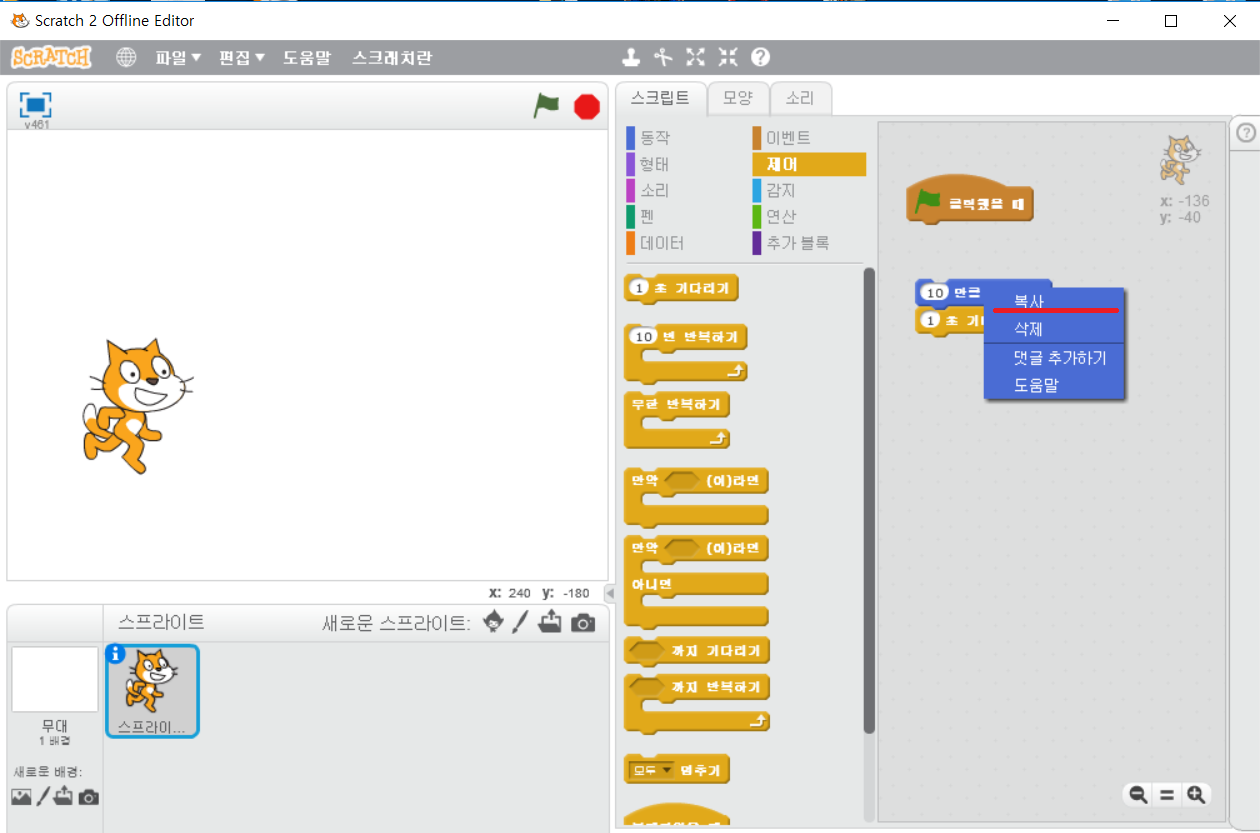 Scratch 2 Offline Editor
SCRATCH 파일▼ 편집▼ 도움말 스크래치란
v461
스크립트 모양 소리
동작 이벤트
형태 제어
소리 감지
펜 연산
데이터 추가 블록
1 초 기다리기
10 번 반복하기
무한 반복하기
만약 (이)라면
만약 (이)라면
아니면
까지 기다리기
까지 반복하기
모두 멈추기
클릭했을 때
x: -136
y: -40
10 만큼
1 초
복사
삭제
댓글 추가하기
도움말
x: 240 y: -180
스프라이트 새로운 스프라이트:
스프라이...
무대
1 배경
새로운 배경: